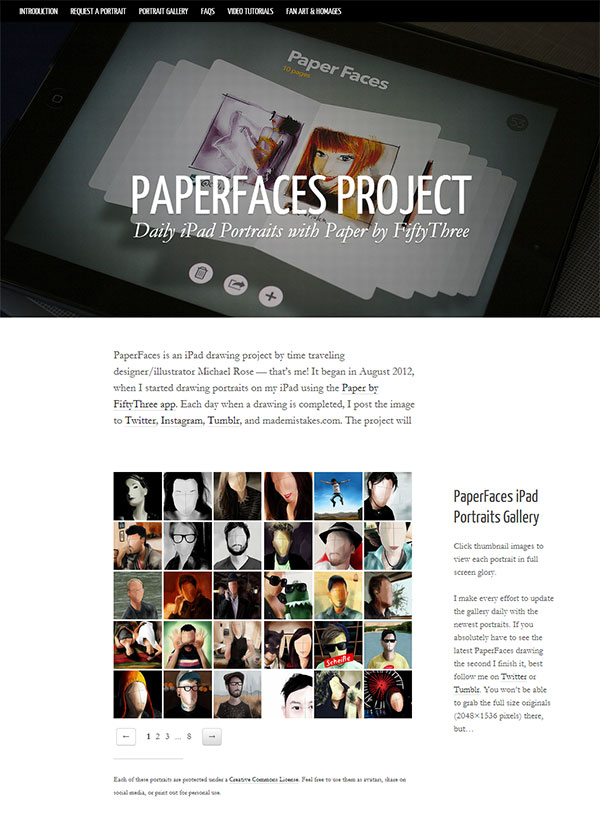 INTRODUCTION REQUEST A PORTRAIT PORTRAIT GALLERY FAQS VIDEO TUTORIALS FAN ART & HOMAGES
Paper Faces
10 pages
53
PAPERFACES PROJECT
Daily iPad Portraits with Paper by FiftyThree
PaperFaces is an iPad drawing project by time traveling
designer/illustrator Michael Rose — that's me! It began in August 2012,
when I started drawing portraits on my iPad using the Paper by
FiftyThree app. Each day when a drawing is completed, I post the image
to Twitter, Instagram, Tumblr, and mademistakes.com. The project will
PaperFaces iPad
Portraits Gallery
Click thumbnail images to
view each portrait in full
screen glory.
I make every effort to update
the gallery daily with the
newest portraits. If you
absolutely have to see the
latest PaperFaces drawing
the second I finish it, best
follow me on Twitter or
Tumblr. You won't be able
to grab the full size originals
(2048×1536 pixels) there,
but…
← 1 2 3 ... 8 →
Each of these portraits are protected under a Creative Commons License. Feel free to use them as avatars, share on
social media, or print out for personal use.